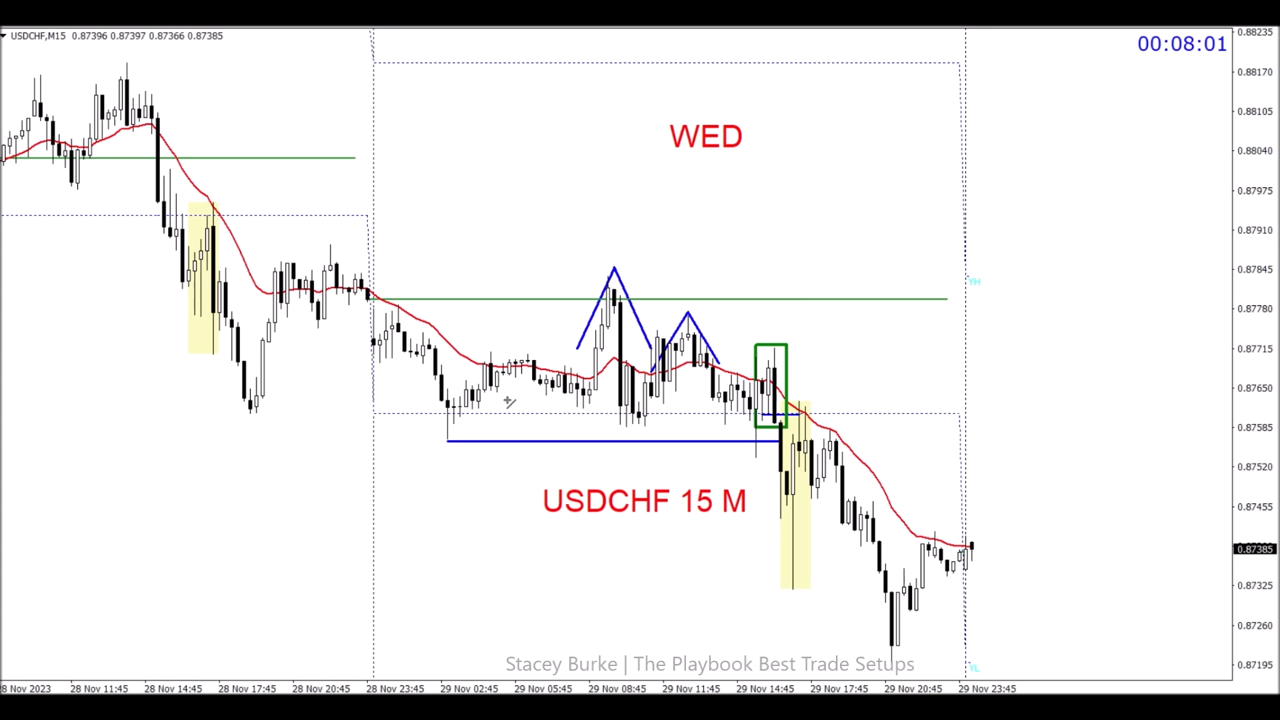 USDCHF,M15 0.87396 0.87397 0.87366 0.87385
00:08:01
0.88235
0.88170
WED
0.88105
0.88040
0.87975
0.87910
0.87845
YH
0.87780
0.87715
0.87650
0.87585
0.87520
USDCHF 15 M
0.87455
0.87385
0.87325
0.87260
Stacey Burke | The Playbook Best Trade Setups
YL
0.87195
8 Nov 2023 28 Nov 11:45 28 Nov 14:45 28 Nov 17:45 28 Nov 20:45 28 Nov 23:45 29 Nov 02:45 29 Nov 05:45 29 Nov 08:45 29 Nov 11:45 29 Nov 14:45 29 Nov 17:45 29 Nov 20:45 29 Nov 23:45